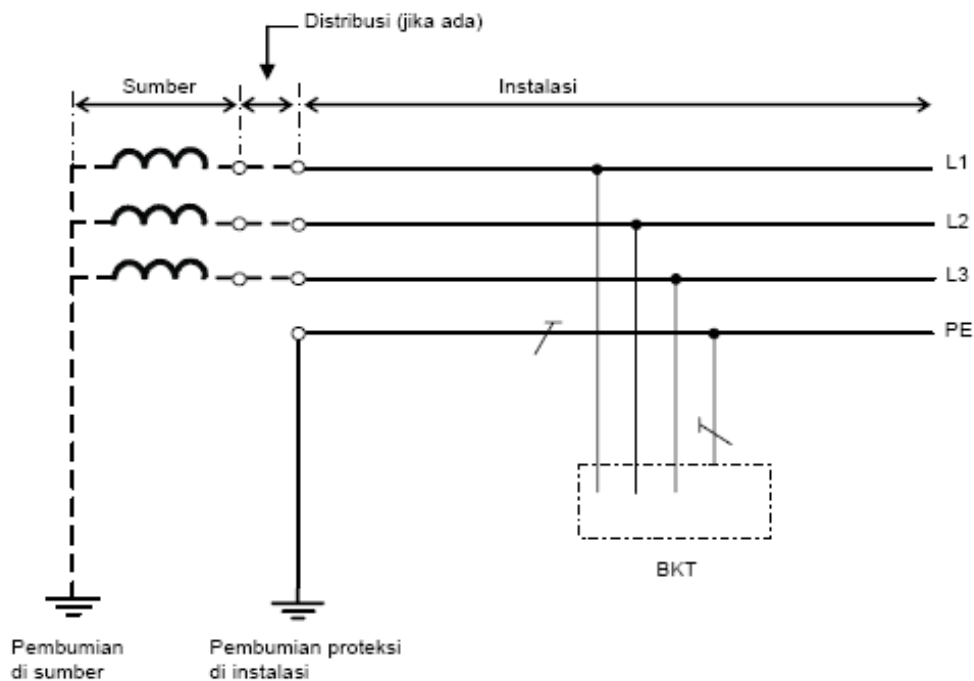 Distribusi (jika ada)
Sumber
Instalasi
L1
L2
L3
PE
BKT
Pembumian
di sumber
Pembumian proteksi
di instalasi